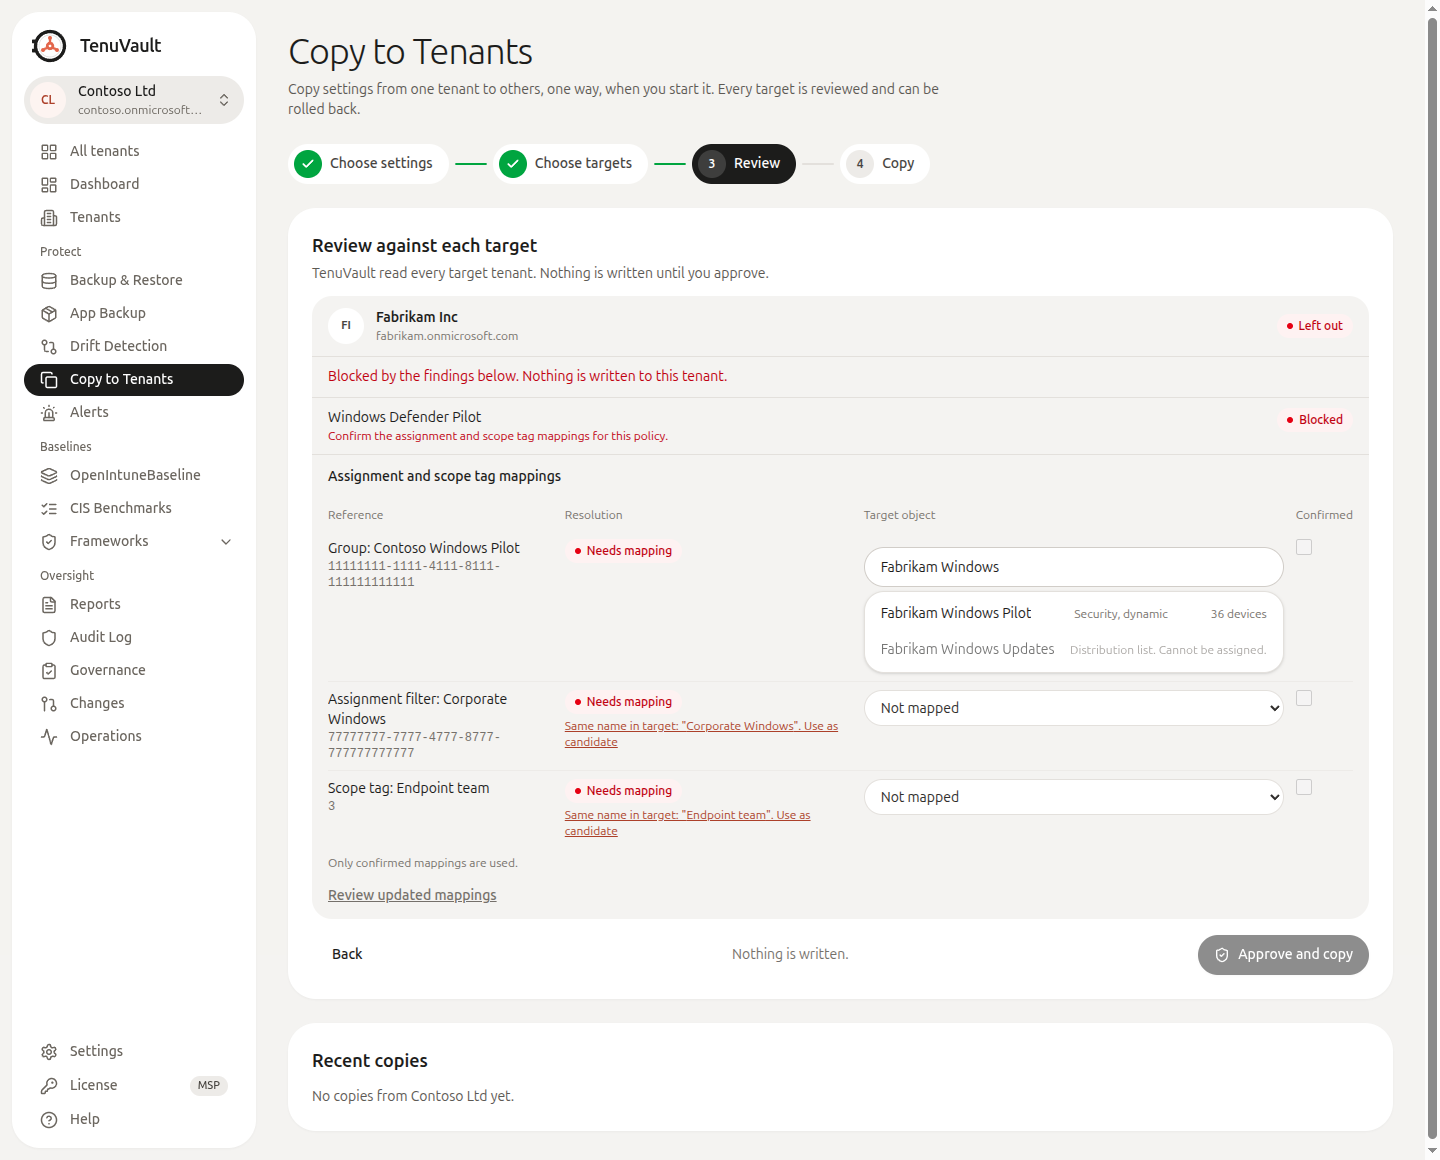 TenuVault
CL
Contoso Ltd
contoso.onmicrosoft...
All tenants
Dashboard
Tenants
Protect
Backup & Restore
App Backup
Drift Detection
Copy to Tenants
Alerts
Baselines
OpenIntuneBaseline
CIS Benchmarks
Frameworks
Oversight
Reports
Audit Log
Governance
Changes
Operations
Settings
License
MSP
Help
Copy to Tenants
Copy settings from one tenant to others, one way, when you start it. Every target is reviewed and can be
rolled back.
Choose settings
Choose targets
3 Review
4 Copy
Review against each target
TenuVault read every target tenant. Nothing is written until you approve.
FI
Fabrikam Inc
fabrikam.onmicrosoft.com
Left out
Blocked by the findings below. Nothing is written to this tenant.
Windows Defender Pilot
Confirm the assignment and scope tag mappings for this policy.
Blocked
Assignment and scope tag mappings
Reference Resolution Target object Confirmed
Group: Contoso Windows Pilot
11111111-1111-4111-8111-
111111111111
Needs mapping
Fabrikam Windows
Fabrikam Windows Pilot Security, dynamic 36 devices
Fabrikam Windows Updates Distribution list. Cannot be assigned.
Assignment filter: Corporate
Windows
77777777-7777-4777-8777-
777777777777
Needs mapping
Same name in target: "Corporate Windows". Use as
candidate
Not mapped
Scope tag: Endpoint team
3
Needs mapping
Same name in target: "Endpoint team". Use as
candidate
Not mapped
Only confirmed mappings are used.
Review updated mappings
Back
Nothing is written.
Approve and copy
Recent copies
No copies from Contoso Ltd yet.